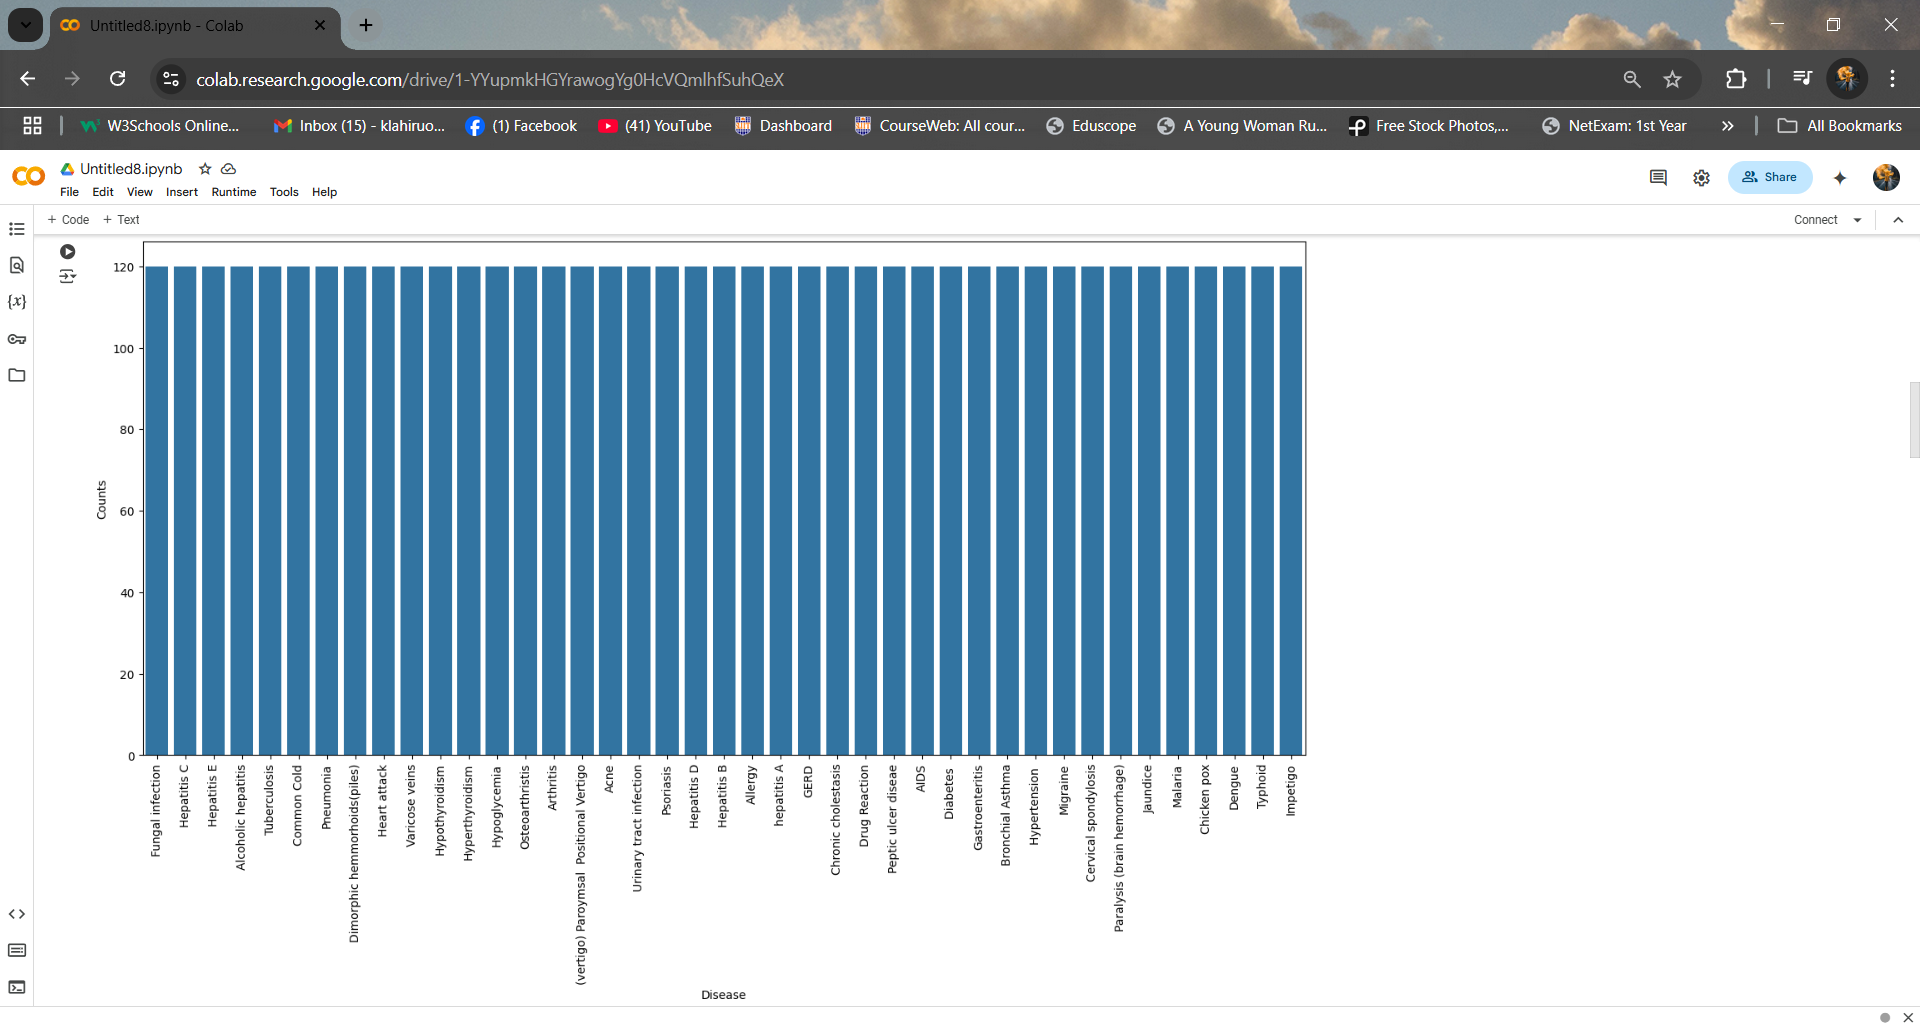 Untitled8.ipynb - Colab
colab.research.google.com/drive/1-YYupmkHGYrawogYg0HcVQmlhfSuhQeX
W3Schools Online... Inbox (15) - klahiruo... (1) Facebook (41) YouTube Dashboard CourseWeb: All cour... Eduscope A Young Woman Ru... Free Stock Photos,... NetExam: 1st Year » All Bookmarks
Untitled8.ipynb
File Edit View Insert Runtime Tools Help
Share
+ Code + Text
Connect
120
100
80
60
40
20
0
Counts
Fungal infection
Hepatitis C
Hepatitis E
Alcoholic hepatitis
Tuberculosis
Common Cold
Pneumonia
Dimorphic hemmorhoids(piles)
Heart attack
Varicose veins
Hypothyroidism
Hyperthyroidism
Hypoglycemia
Osteoarthristis
Arthritis
(vertigo) Paroymsal  Positional Vertigo
Acne
Urinary tract infection
Psoriasis
Hepatitis D
Hepatitis B
Allergy
hepatitis A
GERD
Chronic cholestasis
Drug Reaction
Peptic ulcer diseae
AIDS
Diabetes
Gastroenteritis
Bronchial Asthma
Hypertension
Migraine
Cervical spondylosis
Paralysis (brain hemorrhage)
Jaundice
Malaria
Chicken pox
Dengue
Typhoid
Impetigo
Disease